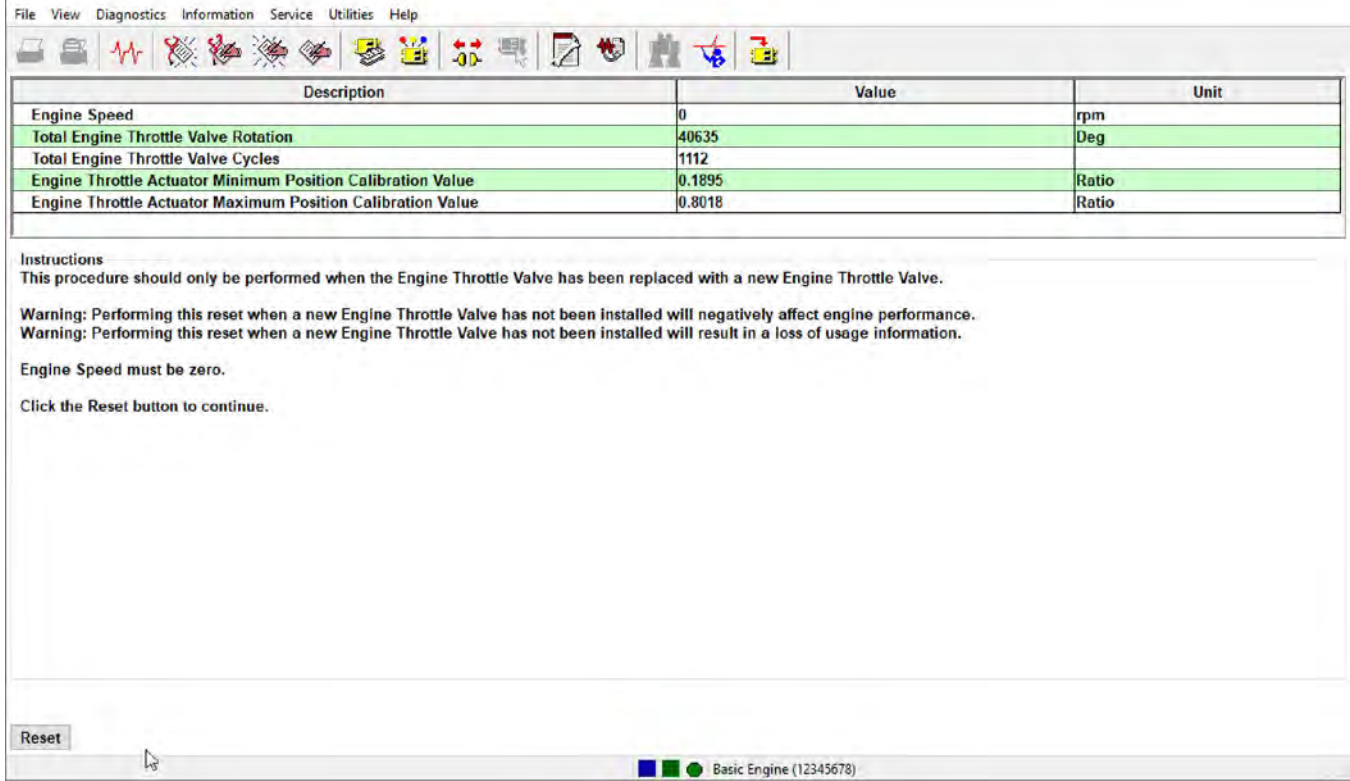 File View Diagnostics Information Service Utilities Help
Description Value Unit
Engine Speed 0 rpm
Total Engine Throttle Valve Rotation 40635 Deg
Total Engine Throttle Valve Cycles 1112
Engine Throttle Actuator Minimum Position Calibration Value 0.1895 Ratio
Engine Throttle Actuator Maximum Position Calibration Value 0.8018 Ratio
Instructions
This procedure should only be performed when the Engine Throttle Valve has been replaced with a new Engine Throttle Valve.
Warning: Performing this reset when a new Engine Throttle Valve has not been installed will negatively affect engine performance.
Warning: Performing this reset when a new Engine Throttle Valve has not been installed will result in a loss of usage information.
Engine Speed must be zero.
Click the Reset button to continue.
Reset
Basic Engine (12345678)